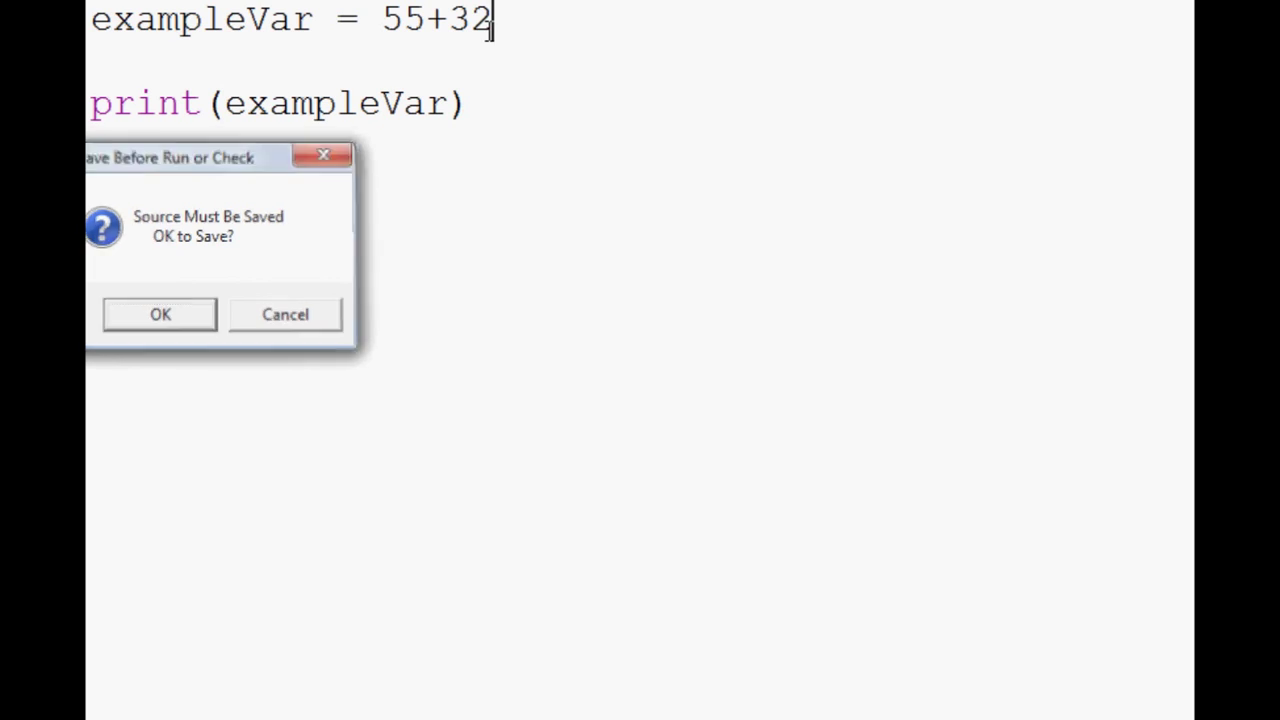 exampleVar = 55+32
print(exampleVar)
ave Before Run or Check
Source Must Be Saved
OK to Save?
OK
Cancel